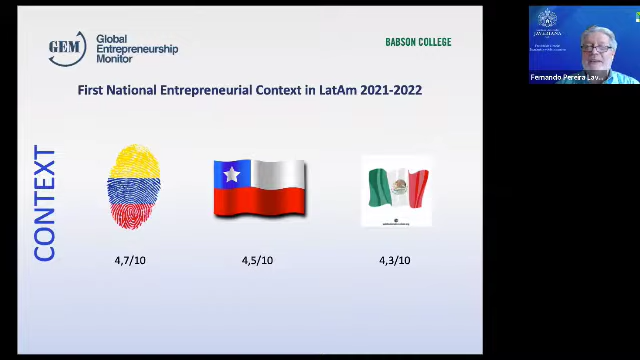 GEM
Global
Entrepreneurship
Monitor
BABSON COLLEGE
First National Entrepreneurial Context in LatAm 2021-2022
CONTEXT
4,7/10
4,5/10
4,3/10
JAVERIANA
Fernando Pereira Lav...